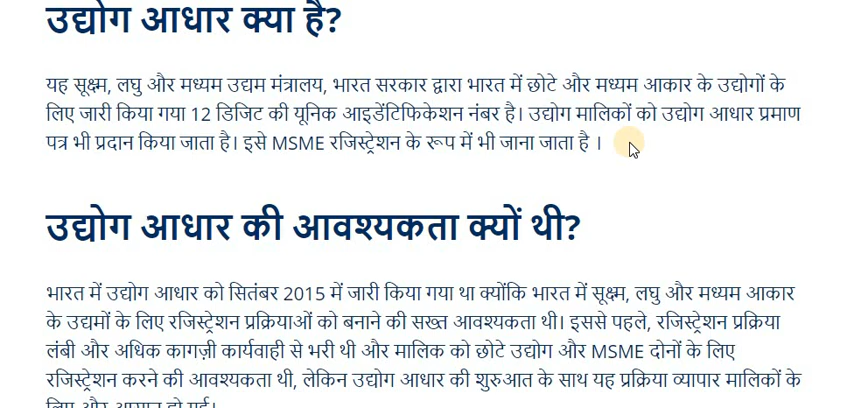 उद्योग आधार क्या है?
यह सूक्ष्म, लघु और मध्यम उद्यम मंत्रालय, भारत सरकार द्वारा भारत में छोटे और मध्यम आकार के उद्योगों के
लिए जारी किया गया 12 डिजिट की यूनिक आइडेंटिफिकेशन नंबर है। उद्योग मालिकों को उद्योग आधार प्रमाण
पत्र भी प्रदान किया जाता है। इसे MSME रजिस्ट्रेशन के रूप में भी जाना जाता है ।
उद्योग आधार की आवश्यकता क्यों थी?
भारत में उद्योग आधार को सितंबर 2015 में जारी किया गया था क्योंकि भारत में सूक्ष्म, लघु और मध्यम आकार
के उद्यमों के लिए रजिस्ट्रेशन प्रक्रियाओं को बनाने की सख्त आवश्यकता थी। इससे पहले, रजिस्ट्रेशन प्रक्रिया
लंबी और अधिक कागज़ी कार्यवाही से भरी थी और मालिक को छोटे उद्योग और MSME दोनों के लिए
रजिस्ट्रेशन करने की आवश्यकता थी, लेकिन उद्योग आधार की शुरुआत के साथ यह प्रक्रिया व्यापार मालिकों के
लिए और आसान हो गई।